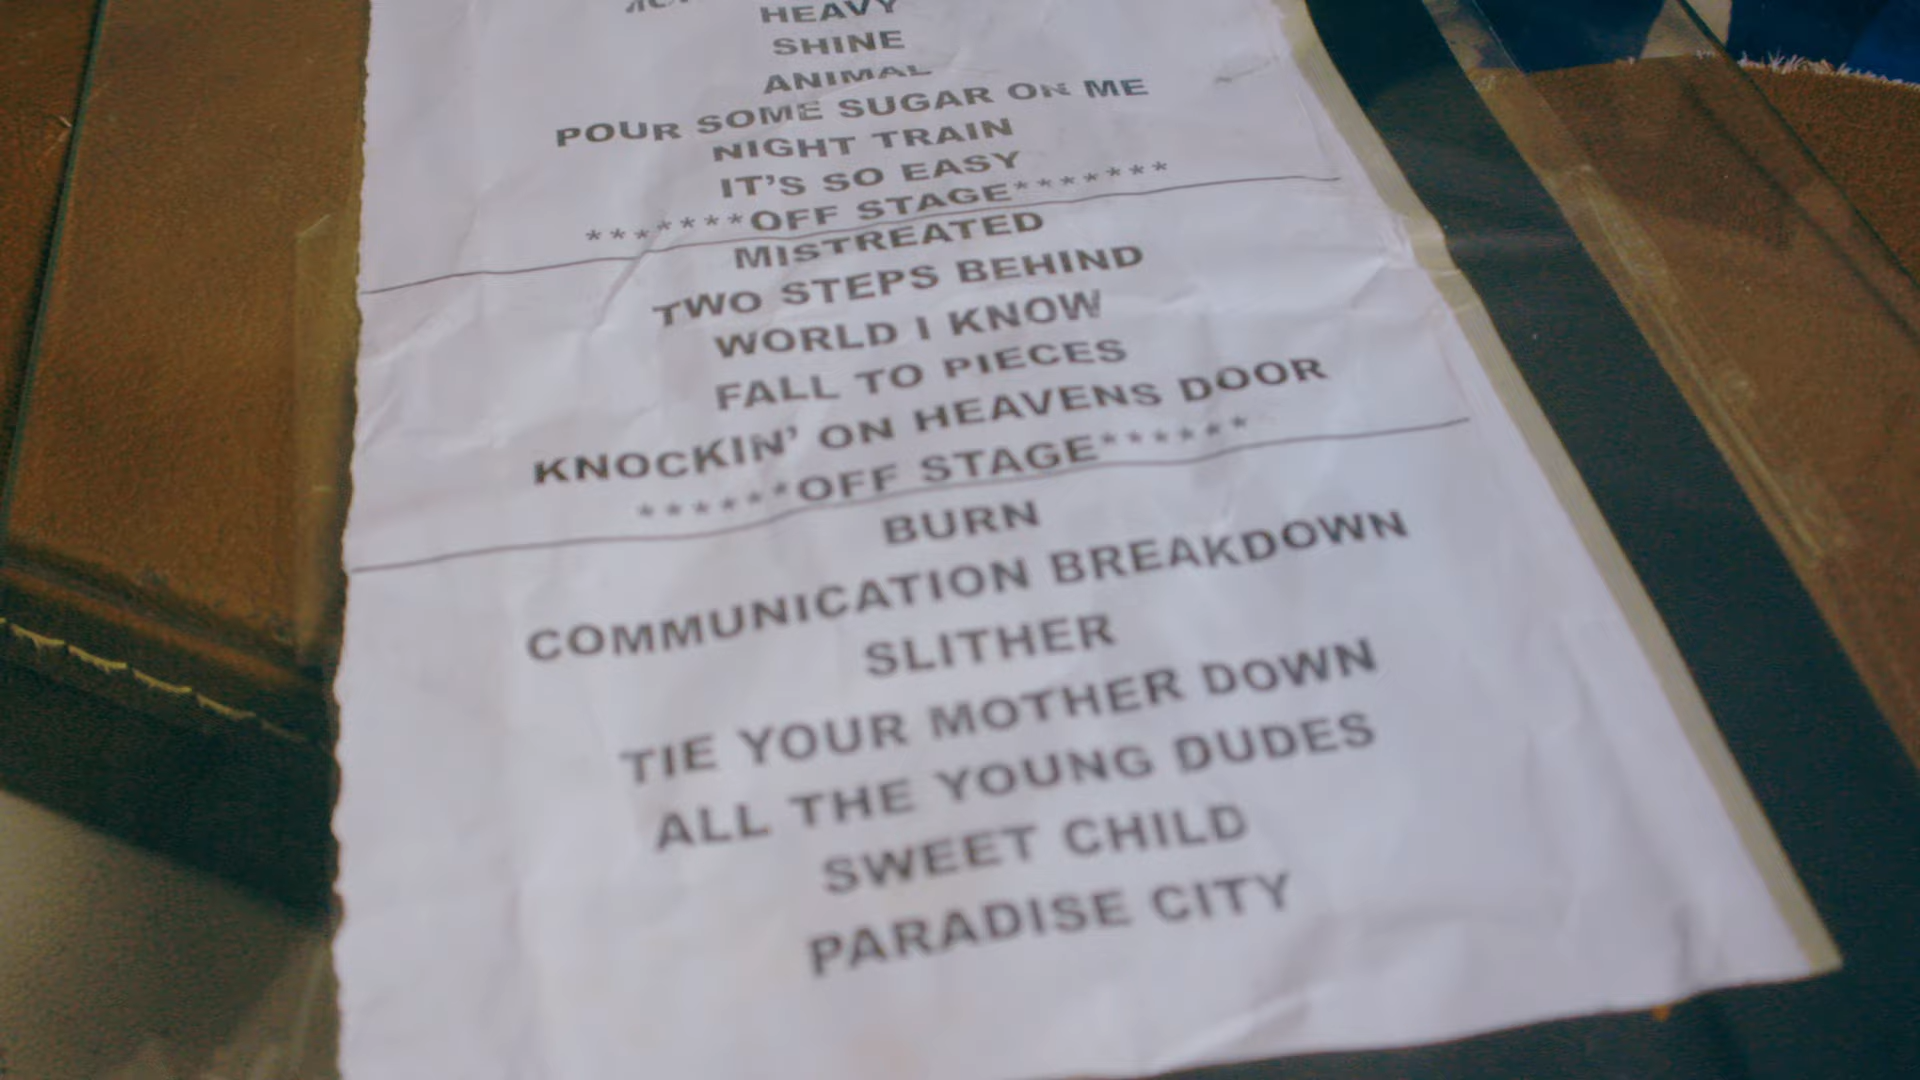 HEAVY
SHINE
ANIMAL
POUR SOME SUGAR ON ME
NIGHT TRAIN
IT'S SO EASY
*******OFF STAGE*******
MISTREATED
TWO STEPS BEHIND
WORLD I KNOW
FALL TO PIECES
KNOCKIN' ON HEAVENS DOOR
******OFF STAGE******
BURN
COMMUNICATION BREAKDOWN
SLITHER
TIE YOUR MOTHER DOWN
ALL THE YOUNG DUDES
SWEET CHILD
PARADISE CITY